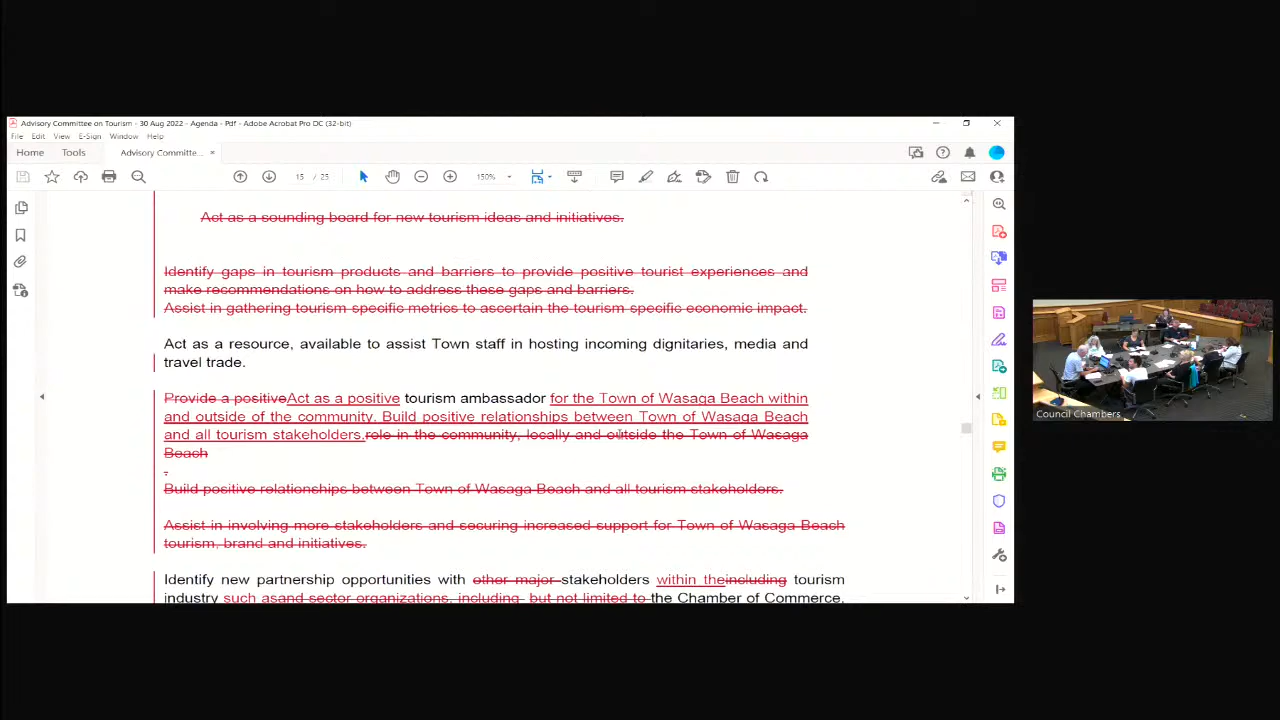 Advisory Committee on Tourism - 30 Aug 2022 - Agenda - Pdf - Adobe Acrobat Pro DC (32-bit)
File Edit View E-Sign Window Help
Home Tools Advisory Committe... ×
15 / 25 150%
Act as a sounding board for new tourism ideas and initiatives.
Identify gaps in tourism products and barriers to provide positive tourist experiences and
make recommendations on how to address these gaps and barriers.
Assist in gathering tourism specific metrics to ascertain the tourism specific economic impact.
Act as a resource, available to assist Town staff in hosting incoming dignitaries, media and
travel trade.
Provide a positiveAct as a positive tourism ambassador for the Town of Wasaga Beach within
and outside of the community. Build positive relationships between Town of Wasaga Beach
and all tourism stakeholders.role in the community, locally and outside the Town of Wasaga
Beach
.
Build positive relationships between Town of Wasaga Beach and all tourism stakeholders.
Assist in involving more stakeholders and securing increased support for Town of Wasaga Beach
tourism, brand and initiatives.
Identify new partnership opportunities with other major stakeholders within theincluding tourism
industry such asand sector organizations, including but not limited to the Chamber of Commerce,
Council Chambers